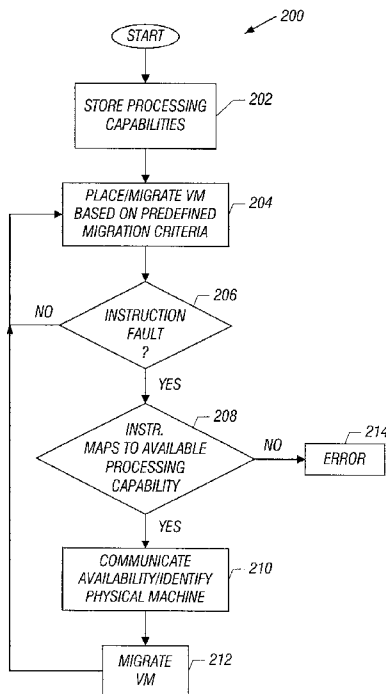 START
200
STORE PROCESSING
CAPABILITIES
202
PLACE/MIGRATE VM
BASED ON PREDEFINED
MIGRATION CRITERIA
204
NO
INSTRUCTION
FAULT
?
206
YES
INSTR.
MAPS TO AVAILABLE
PROCESSING
CAPABILITY
208
NO
ERROR
214
YES
COMMUNICATE
AVAILABILITY/IDENTIFY
PHYSICAL MACHINE
210
MIGRATE
VM
212